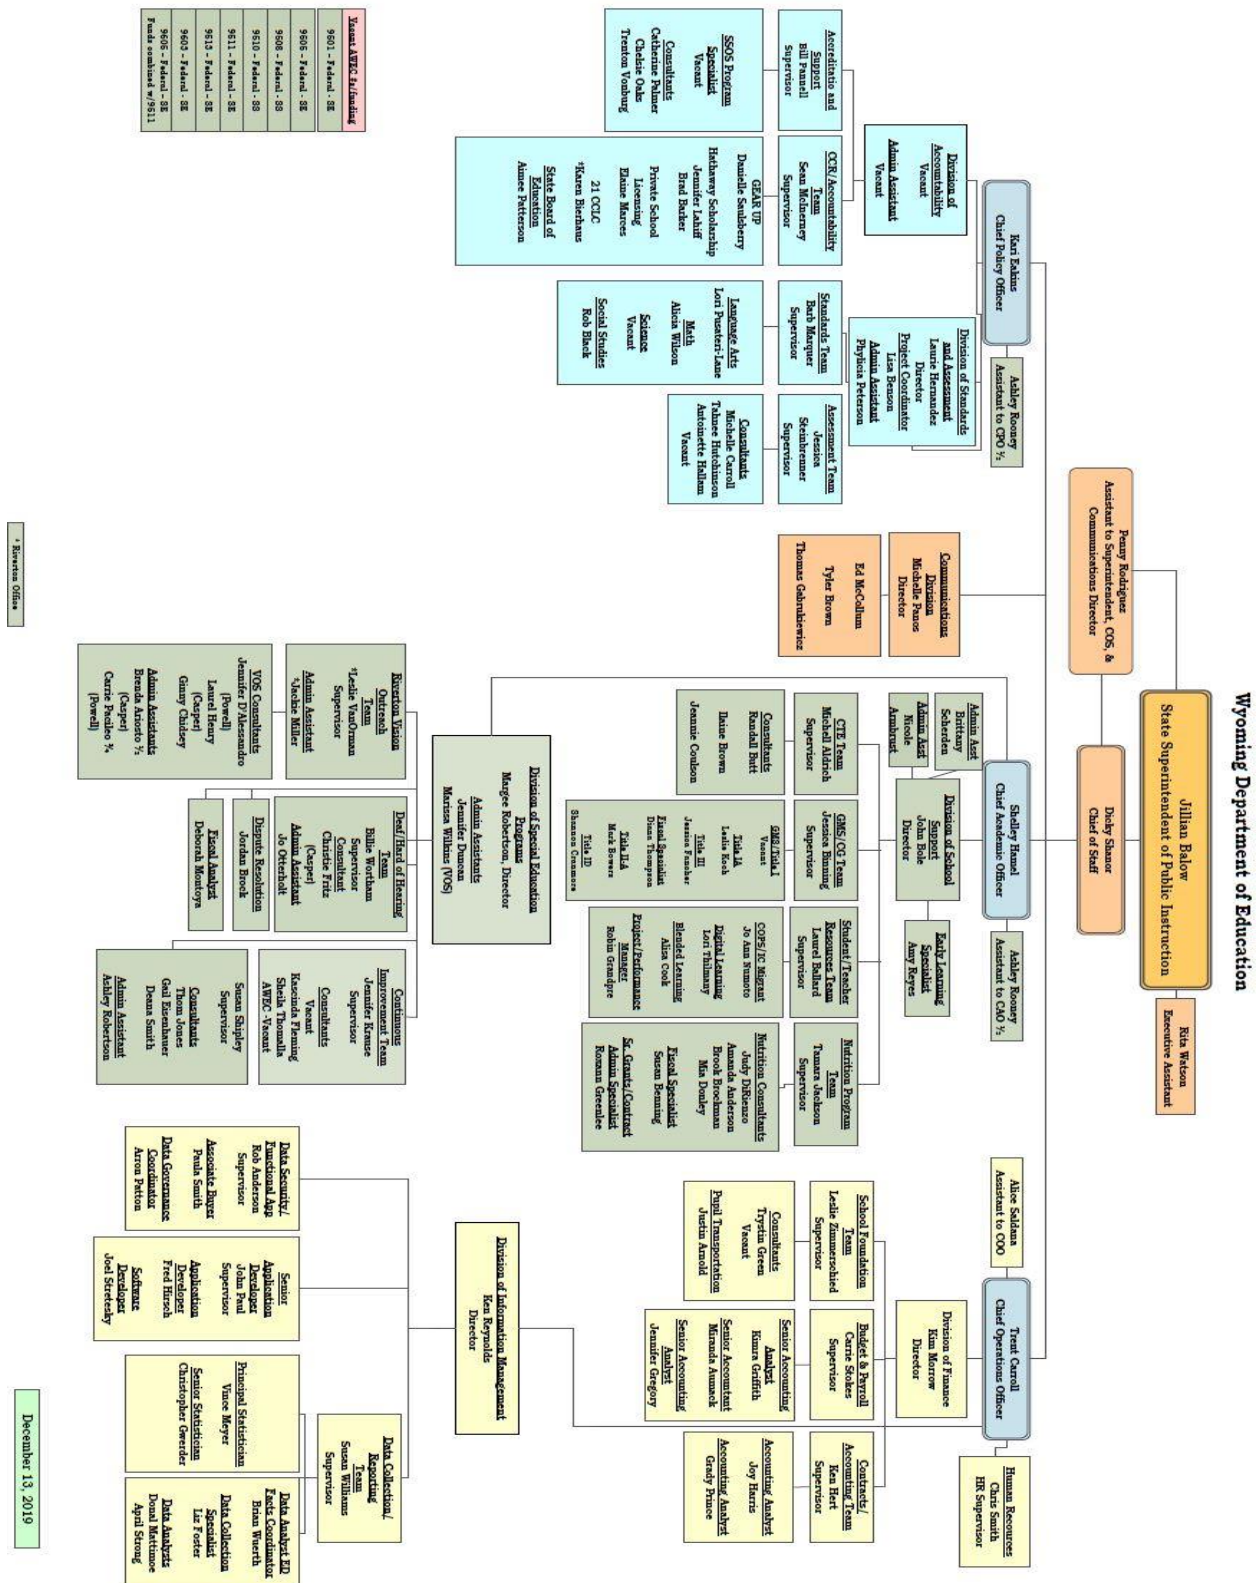 Wyoming Department of Education
Jillian Balow
State Superintendent of Public Instruction
Rita Watson
Executive Assistant
Penny Rodriguez
Assistant to Superintendent, COS, &
Communications Director
Dicky Shanor
Chief of Staff
Kari Eakins
Chief Policy Officer
Ashley Rooney
Assistant to CPO ½
Division of
Accountability
Vacant
Admin Assistant
Vacant
Division of Standards
and Assessment
Laurie Hernandez
Director
Project Coordinator
Lisa Benson
Admin Assistant
Phylicia Peterson
Accreditatio and
Support
Bill Pannell
Supervisor
SSOS Program
Specialist
Vacant
Consultants
Catherine Palmer
Chelsie Oaks
Trenton Vonburg
CCR/Accountability
Team
Sean McInerney
Supervisor
GEAR UP
Danielle Saulsberry
Hathaway Scholarship
Jennifer Lahiff
Brad Barker
Private School
Licensing
Elaine Marces
21 CCLC
*Karen Bierhaus
State Board of
Education
Aimee Patterson
Standards Team
Barb Marquer
Supervisor
Language Arts
Lori Pusateri-Lane
Math
Alicia Wilson
Science
Vacant
Social Studies
Rob Black
Assessment Team
Jessica
Steinbrenner
Supervisor
Consultants
Michelle Carroll
Tahnee Hutchinson
Antoinette Hallam
Vacant
Communications
Division
Michelle Panos
Director
Ed McCollum
Tyler Brown
Thomas Gabrukiewicz
Shelley Hamel
Chief Academic Officer
Ashley Rooney
Assistant to CAO ½
Admin Asst
Brittany
Scherden
Admin Asst
Nicole
Armbrust
Division of School
Support
John Bole
Director
Early Learning
Specialist
Amy Reyes
CTE Team
Michell Aldrich
Supervisor
Consultants
Randall Butt
Ilaine Brown
Jeannie Coulson
GMS/CG Team
Jessica Binning
Supervisor
GMS/Title I
Vacant
Title IA
Leslie Koch
Title III
Jession Fancher
Fiscal Specialist
Diana Thompson
Title II-A
Mark Bowers
Title ID
Shannon Cranmore
Student/Teacher
Resources Team
Laurel Ballard
Supervisor
COPS/IC Migrant
Jo Ann Numoto
Digital Learning
Lori Thilmany
Blended Learning
Alisa Cook
Project/Performance
Manager
Robin Grandpre
Nutrition Program
Team
Tamara Jackson
Supervisor
Nutrition Consultants
Judy DiRienzo
Amanda Anderson
Brook Brockman
Mia Donley
Fiscal Specialist
Susan Benning
Sr. Grants/Contract
Admin Specialist
Roxann Greenlee
Division of Special Education
Programs
Margee Robertson, Director
Admin Assistants
Jennifer Duncan
Marissa Wilkins (VOS)
Riverton Vision
Outreach
Team
*Leslie VanOrman
Supervisor
Admin Assistant
*Jackie Miller
VOS Consultants
Jennifer D'Alessandro
(Powell)
Laurel Henry
(Casper)
Ginny Chidsey
Admin Assistants
Brenda Ariosto ½
(Casper)
Carrie Pacileo ¾
(Powell)
Deaf/Hard of Hearing
Team
Billie Wortham
Supervisor
Consultant
Christie Fritz
(Casper)
Admin Assistant
Jo Otterholt
Dispute Resolution
Jordan Brock
Fiscal Analyst
Deborah Montoya
Continuous
Improvement Team
Jennifer Krause
Supervisor
Consultants
Vacant
Kascinda Fleming
Sheila Thomalla
AWEC -Vacant
Susan Shipley
Supervisor
Consultants
Thom Jones
Gail Eisenhauer
Deana Smith
Admin Assistant
Ashley Robertson
Trent Carroll
Chief Operations Officer
Alice Saldana
Assistant to COO
Human Recources
Chris Smith
HR Supervisor
Division of Finance
Kim Morrow
Director
School Foundation
Team
Leslie Zimmerschied
Supervisor
Consultants
Trystin Green
Vacant
Pupil Transportation
Justin Arnold
Budget & Payroll
Carrie Stokes
Supervisor
Senior Accounting
Analyst
Kimra Griffith
Senior Accountant
Miranda Aumack
Senior Accounting
Analyst
Jennifer Gregory
Contracts/
Accounting Team
Ken Hert
Supervisor
Accounting Analyst
Joy Harris
Accounting Analyst
Grady Prince
Division of Information Management
Ken Reynolds
Director
Data Security/
Functional App
Rob Anderson
Supervisor
Associate Buyer
Paula Smith
Data Governance
Coordinator
Arron Patton
Senior
Application
Developer
John Paul
Supervisor
Application
Developer
Fred Hirsch
Software
Developer
Joel Stretesky
Data Collection/
Reporting
Team
Susan Williams
Supervisor
Principal Statistician
Vince Meyer
Senior Statistician
Christopher Gwerder
Data Analyst ED
Facts Coordinator
Brian Wuerth
Data Collection
Specialist
Liz Foster
Data Analysts
Donal Mattimoe
April Strong
Vacant AWEC #s/funding
9601 – Federal - SE
9606 – Federal - SE
9608 – Federal - SS
9610 – Federal - SS
9611 – Federal - SE
9613 – Federal - SE
9603 – Federal - SE
9605 – Federal – SE
Funds combined w/9611
* Riverton Office
December 13, 2019